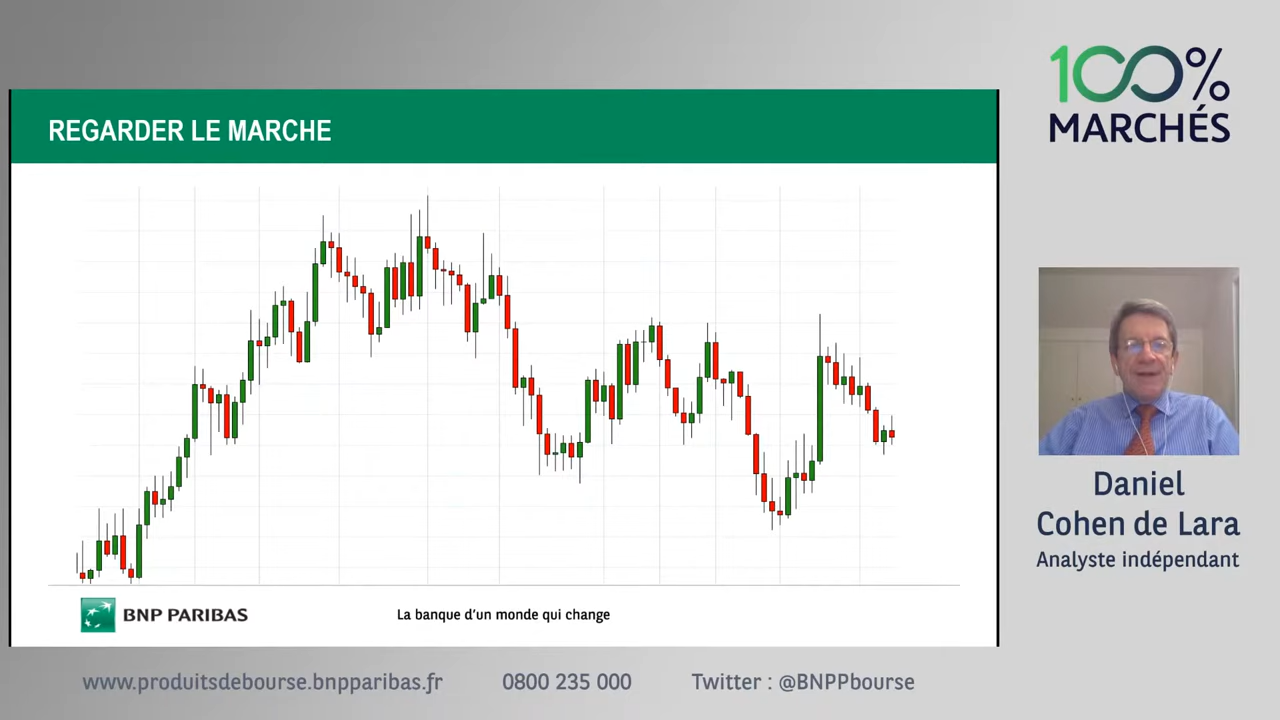 REGARDER LE MARCHE
BNP PARIBAS
La banque d'un monde qui change
100%
MARCHÉS
Daniel
Cohen de Lara
Analyste indépendant
www.produitsdebourse.bnpparibas.fr
0800 235 000
Twitter : @BNPPbourse